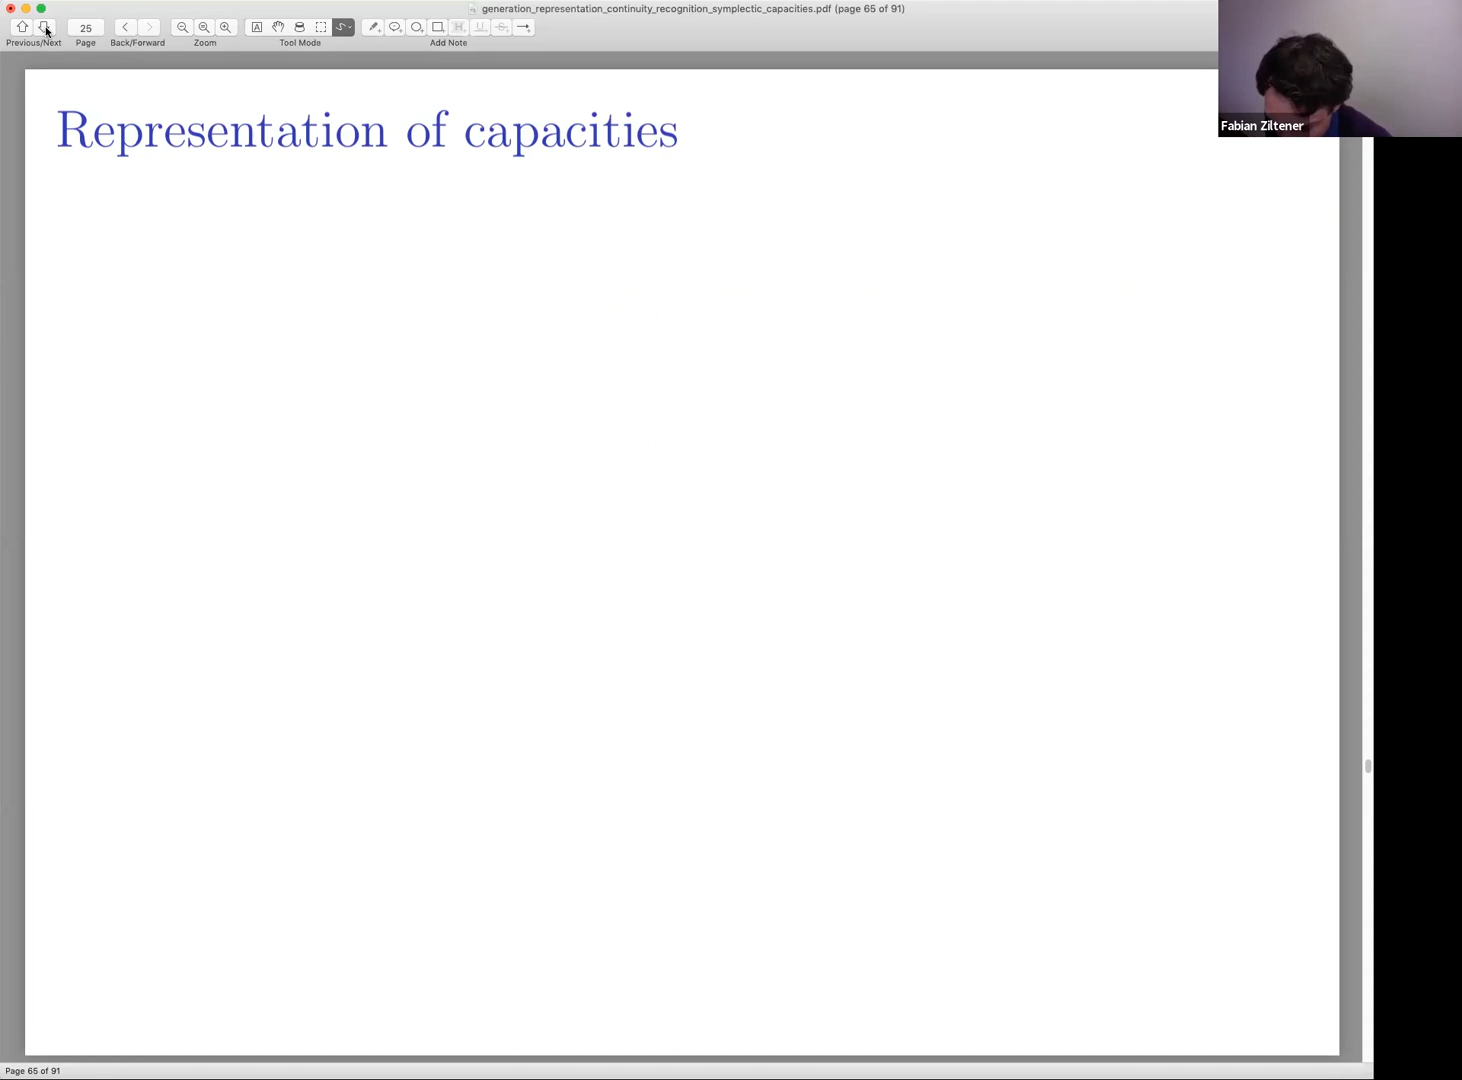 generation_representation_continuity_recognition_symplectic_capacities.pdf (page 65 of 91)
25
Previous/Next
Page
Back/Forward
Zoom
Tool Mode
Add Note
Fabian Ziltener
Representation of capacities
Page 65 of 91